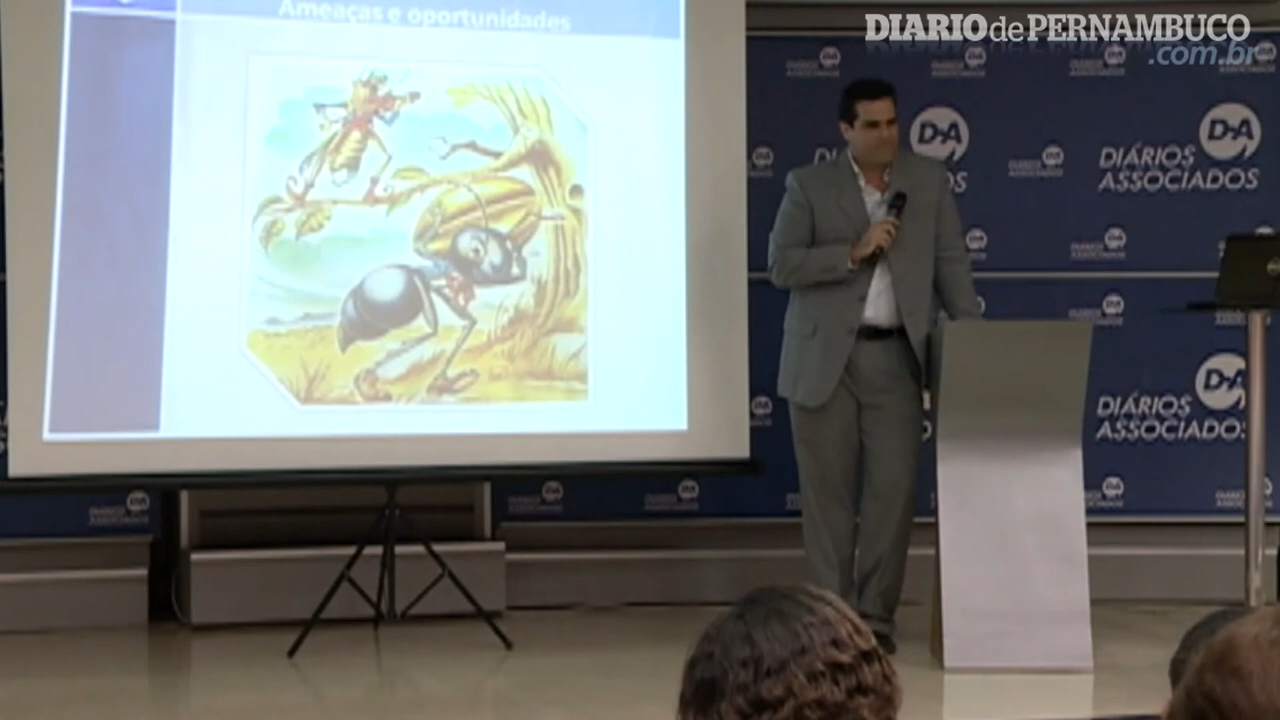 Ameaças e oportunidades
DIARIO de PERNAMBUCO
.com.br
D-A
DIÁRIOS
ASSOCIADOS
D-A
DIÁRIOS
ASSOCIADOS